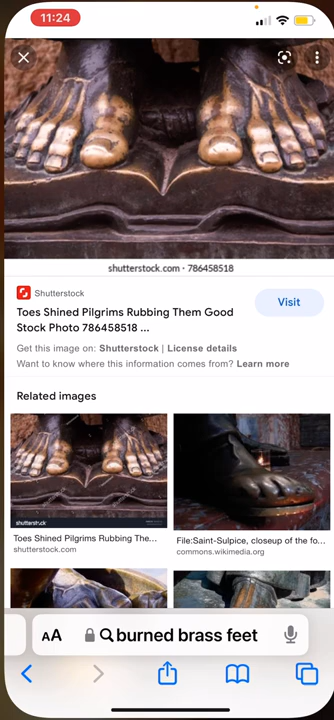 11:24
shutterstock.com · 786458518
Shutterstock
Toes Shined Pilgrims Rubbing Them Good
Stock Photo 786458518 ...
Visit
Get this image on: Shutterstock | License details
Want to know where this information comes from? Learn more
Related images
shutterstock
Toes Shined Pilgrims Rubbing The...
shutterstock.com
File:Saint-Sulpice, closeup of the fo...
commons.wikimedia.org
AA
burned brass feet